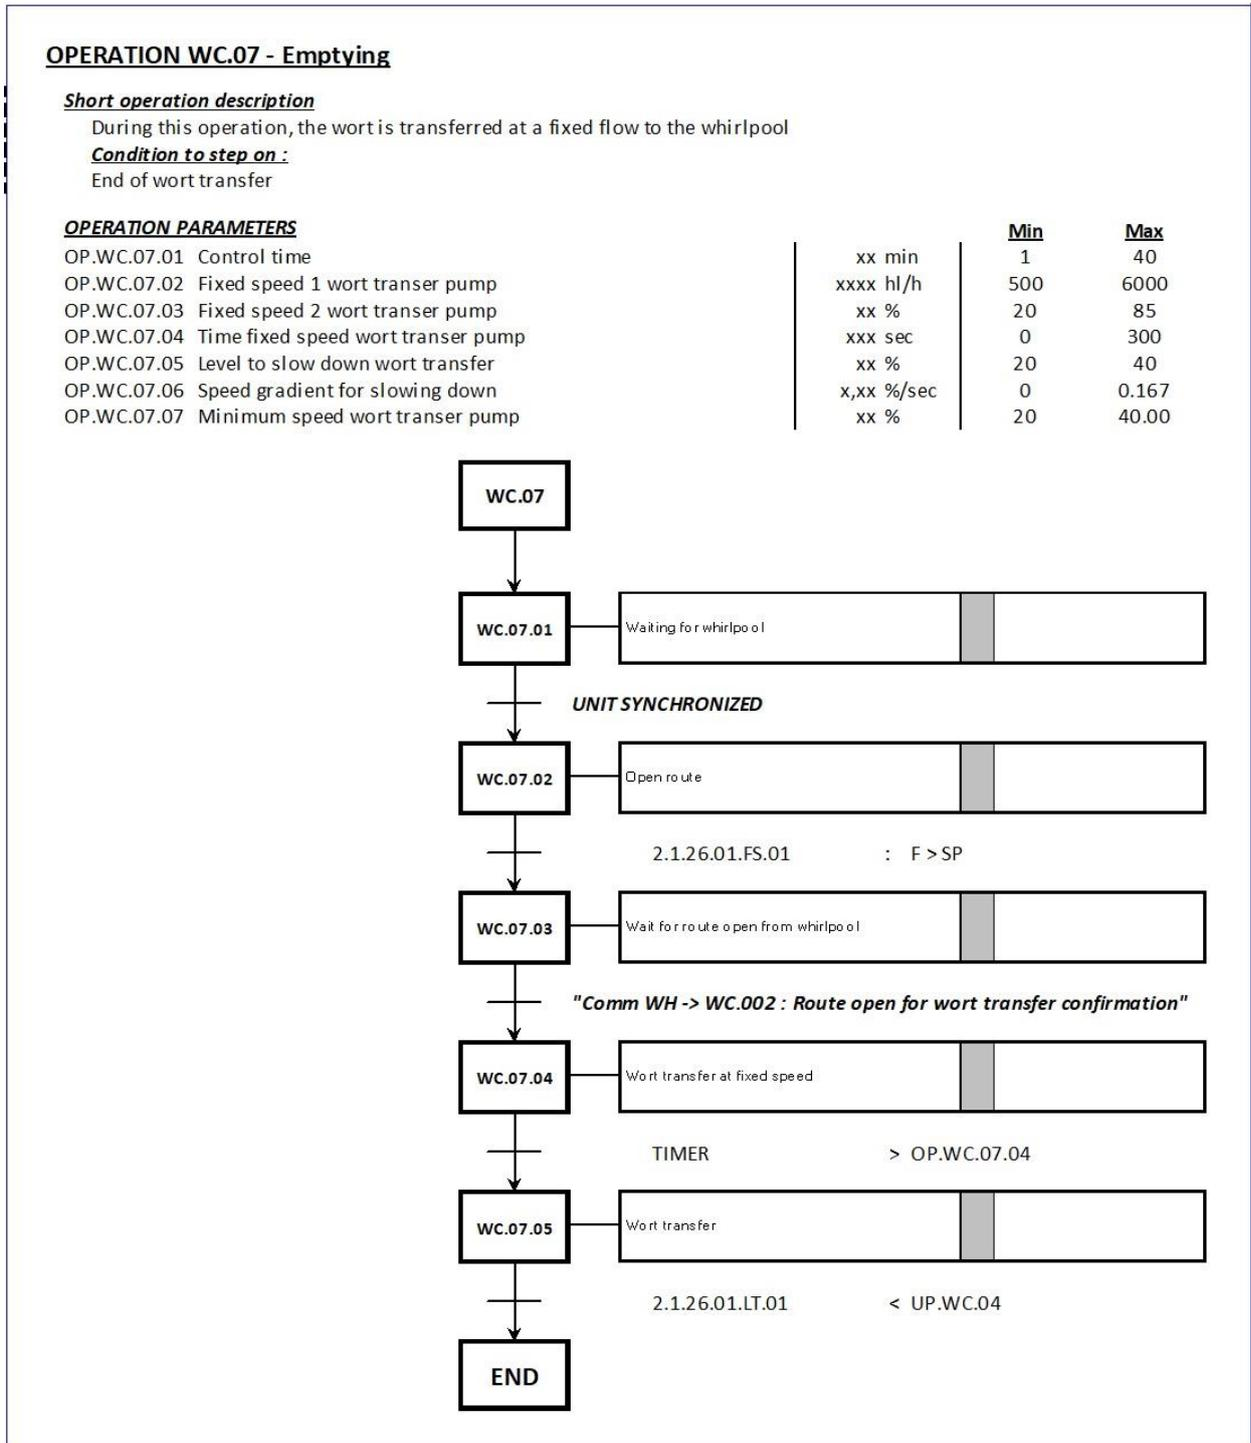 OPERATION WC.07 - Emptying
Short operation description
During this operation, the wort is transferred at a fixed flow to the whirlpool
Condition to step on :
End of wort transfer
OPERATION PARAMETERS Min Max
OP.WC.07.01 Control time xx min 1 40
OP.WC.07.02 Fixed speed 1 wort transer pump xxxx hl/h 500 6000
OP.WC.07.03 Fixed speed 2 wort transer pump xx % 20 85
OP.WC.07.04 Time fixed speed wort transer pump xxx sec 0 300
OP.WC.07.05 Level to slow down wort transfer xx % 20 40
OP.WC.07.06 Speed gradient for slowing down x,xx %/sec 0 0.167
OP.WC.07.07 Minimum speed wort transer pump xx % 20 40.00
WC.07
WC.07.01 Waiting for whirlpool
UNIT SYNCHRONIZED
WC.07.02 Open route
2.1.26.01.FS.01 : F > SP
WC.07.03 Wait for route open from whirlpool
"Comm WH -> WC.002 : Route open for wort transfer confirmation"
WC.07.04 Wort transfer at fixed speed
TIMER > OP.WC.07.04
WC.07.05 Wort transfer
2.1.26.01.LT.01 < UP.WC.04
END